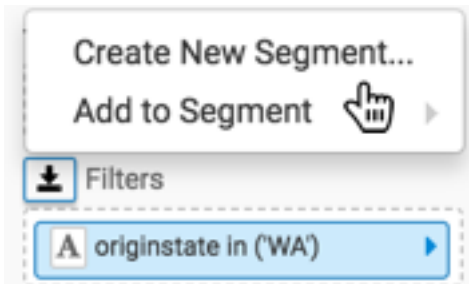 Create New Segment...
Add to Segment
Filters
A originstate in ('WA')